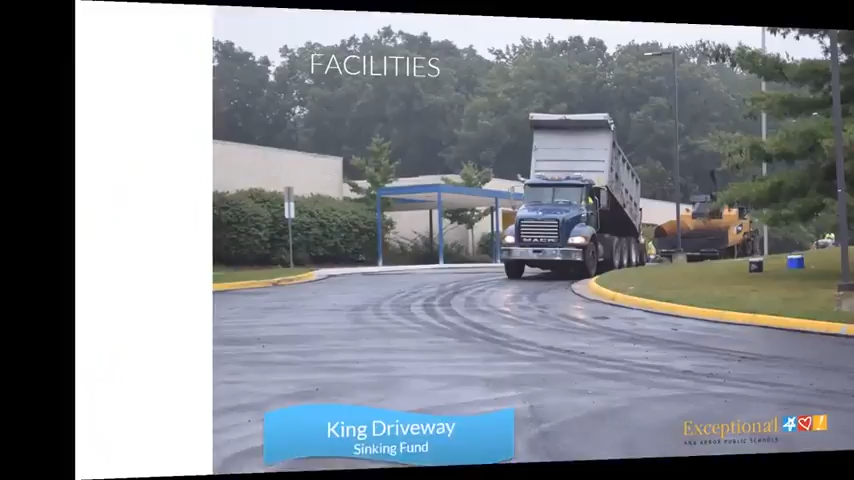 FACILITIES
MACK
King Driveway
Sinking Fund
Exceptional
ANN ARBOR PUBLIC SCHOOLS